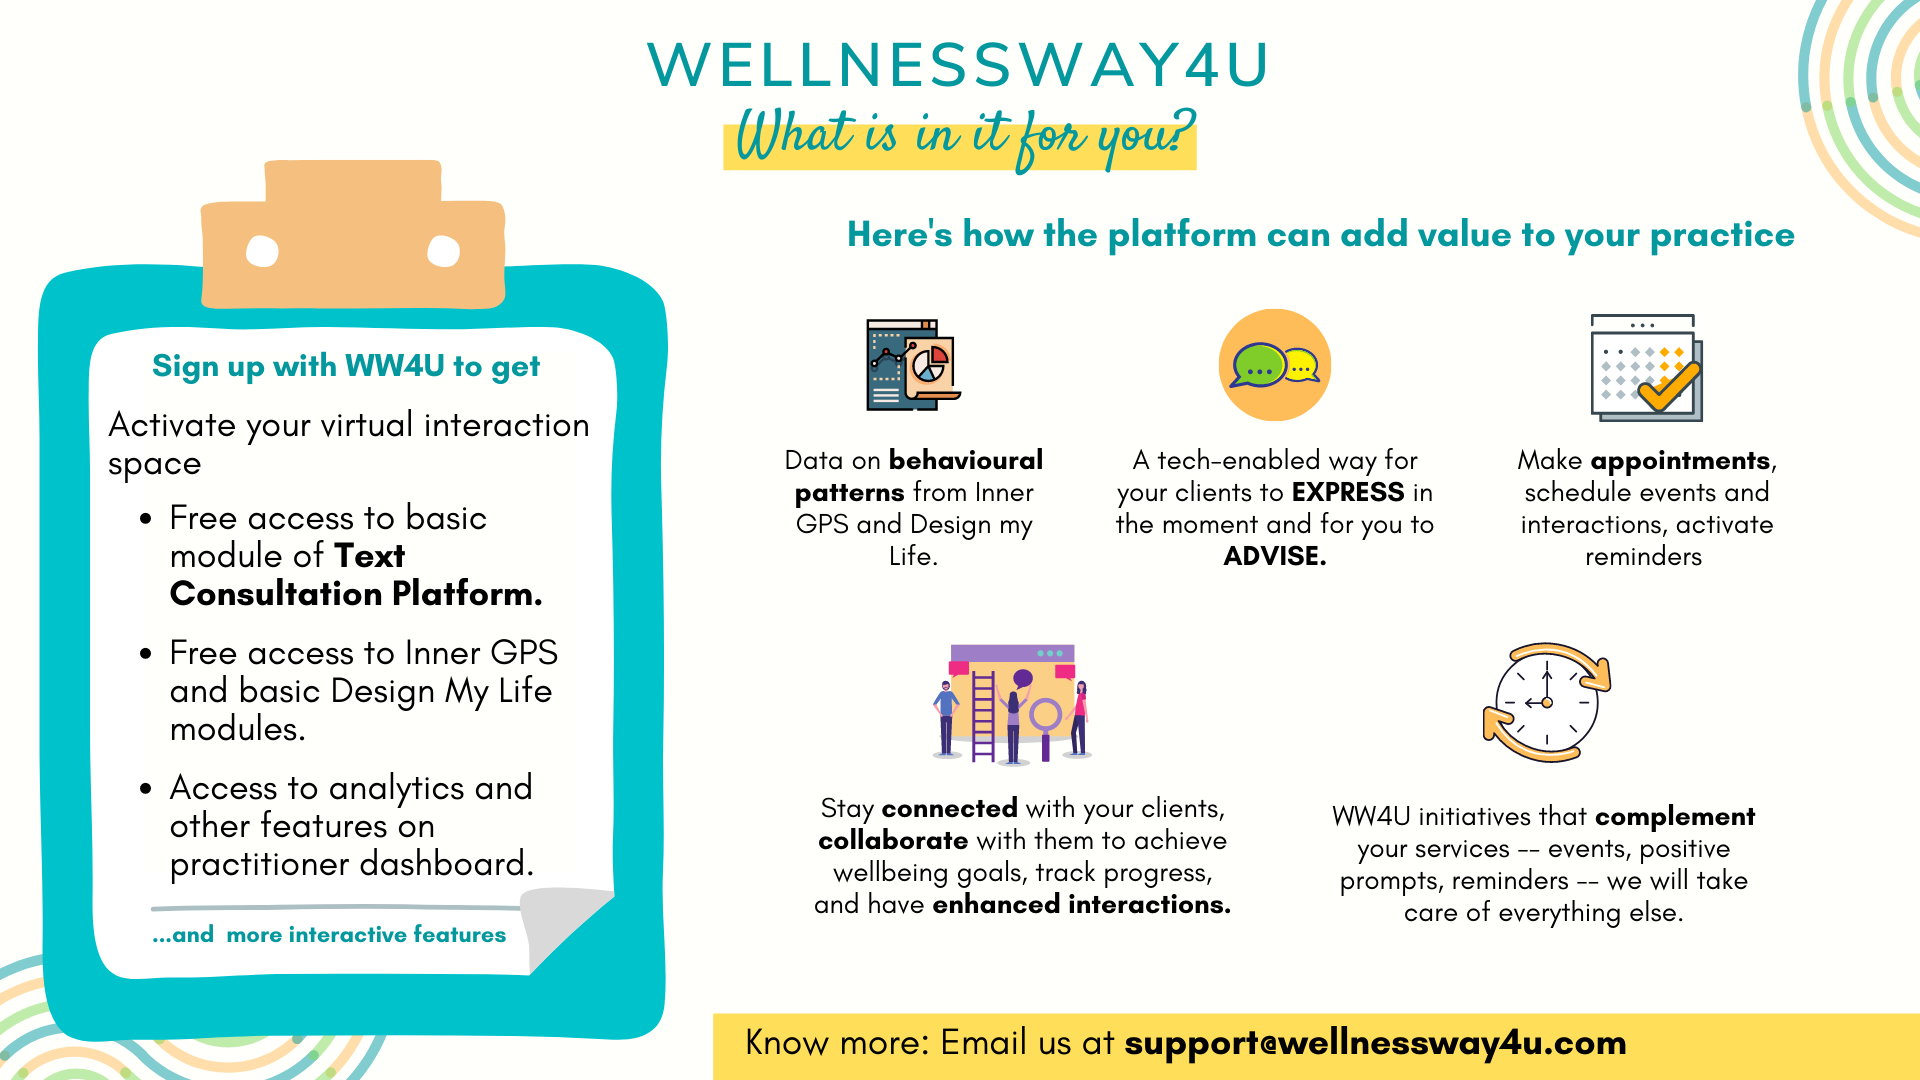 WELLNESSWAY4U
What is in it for you?
Sign up with WW4U to get
Activate your virtual interaction
space
• Free access to basic
module of Text
Consultation Platform.
• Free access to Inner GPS
and basic Design My Life
modules.
• Access to analytics and
other features on
practitioner dashboard.
...and more interactive features
Here's how the platform can add value to your practice
Data on behavioural
patterns from Inner
GPS and Design my
Life.
A tech-enabled way for
your clients to EXPRESS in
the moment and for you to
ADVISE.
Make appointments,
schedule events and
interactions, activate
reminders
Stay connected with your clients,
collaborate with them to achieve
wellbeing goals, track progress,
and have enhanced interactions.
WW4U initiatives that complement
your services -- events, positive
prompts, reminders -- we will take
care of everything else.
Know more: Email us at support@wellnessway4u.com